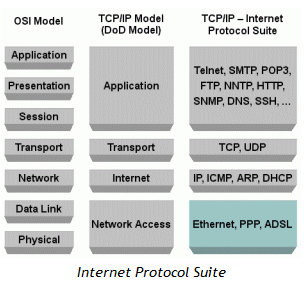 OSI Model
TCP/IP Model
(DoD Model)
TCP/IP – Internet
Protocol Suite
Application
Presentation
Session
Application
Telnet, SMTP, POP3,
FTP, NNTP, HTTP,
SNMP, DNS, SSH, ...
Transport
Transport
TCP, UDP
Network
Internet
IP, ICMP, ARP, DHCP
Data Link
Physical
Network Access
Ethernet, PPP, ADSL
Internet Protocol Suite